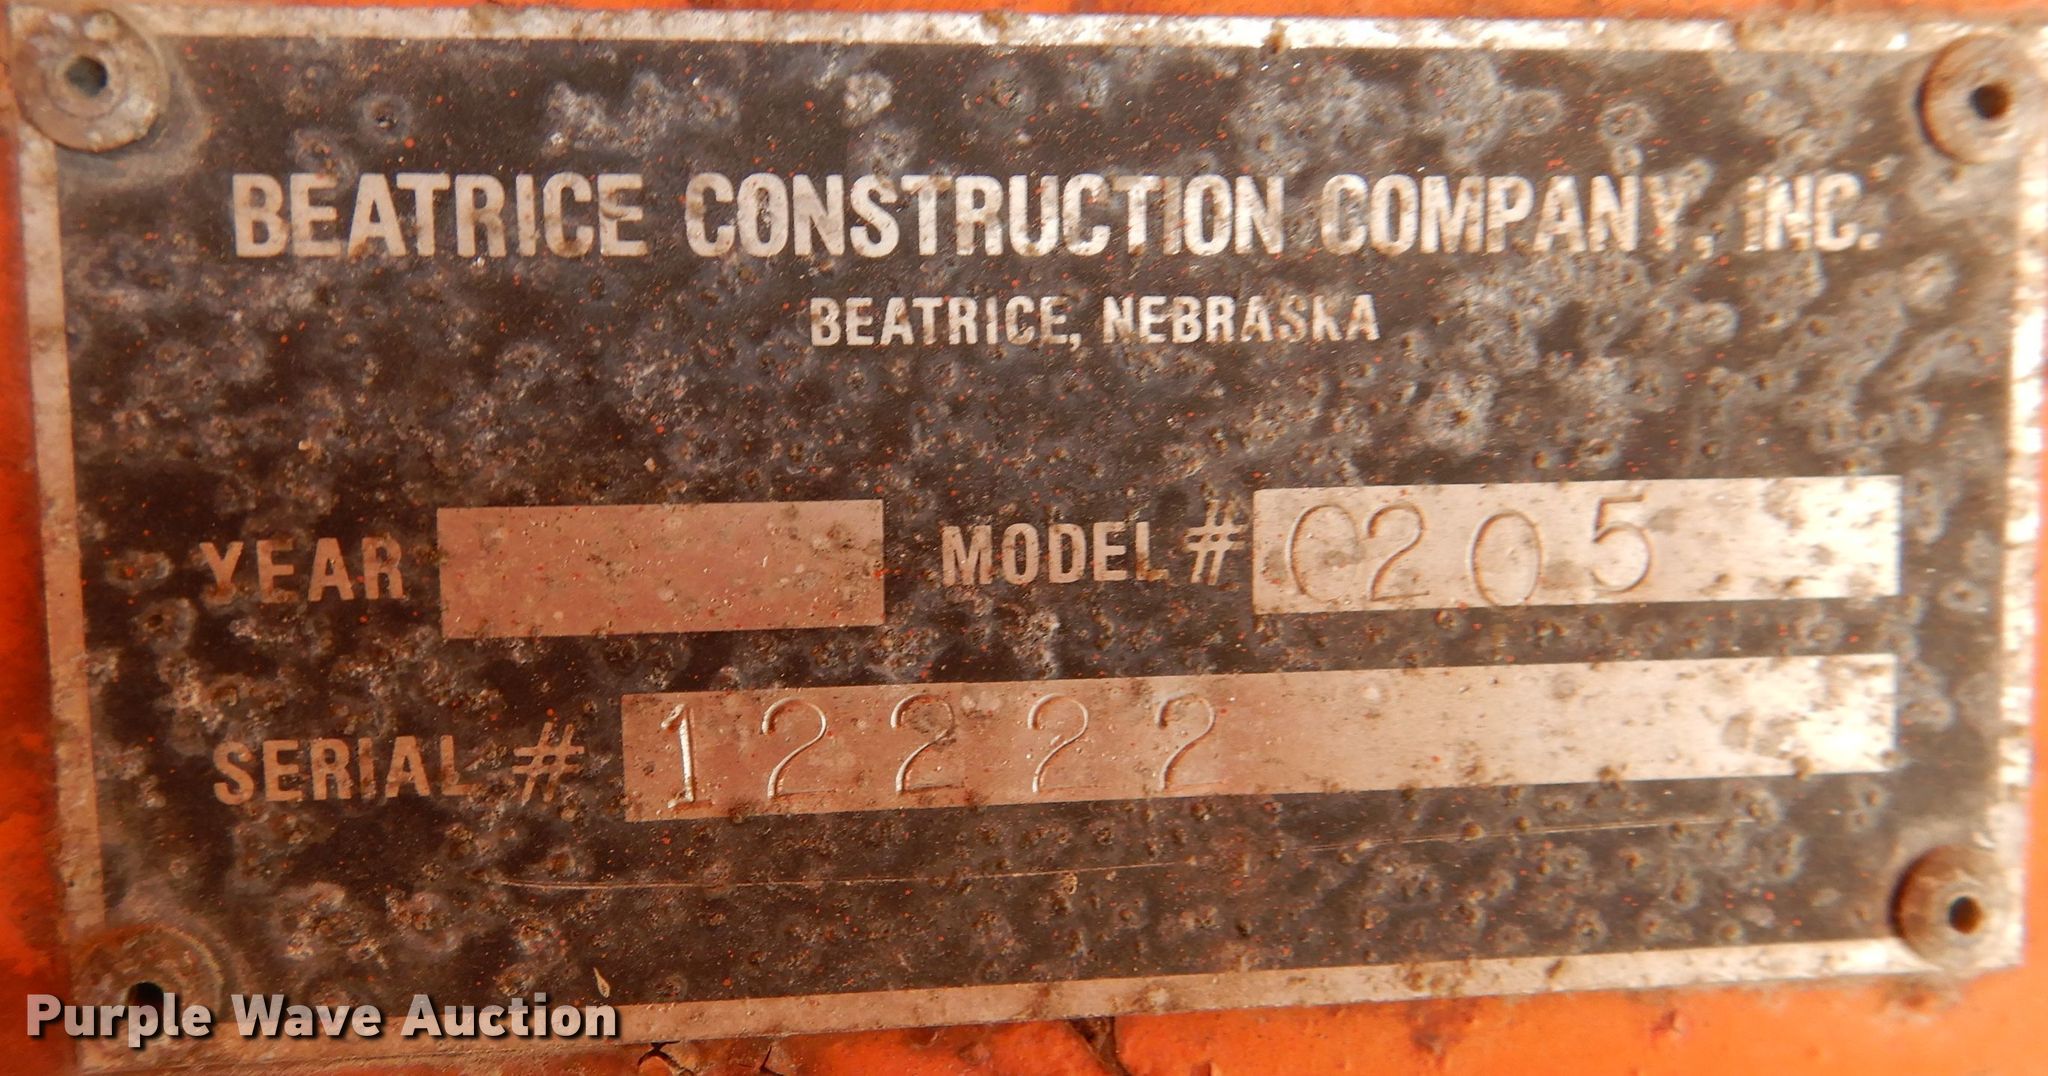 BEATRICE CONSTRUCTION COMPANY, INC.
BEATRICE, NEBRASKA
YEAR MODEL # C205
SERIAL # 12222
Purple Wave Auction